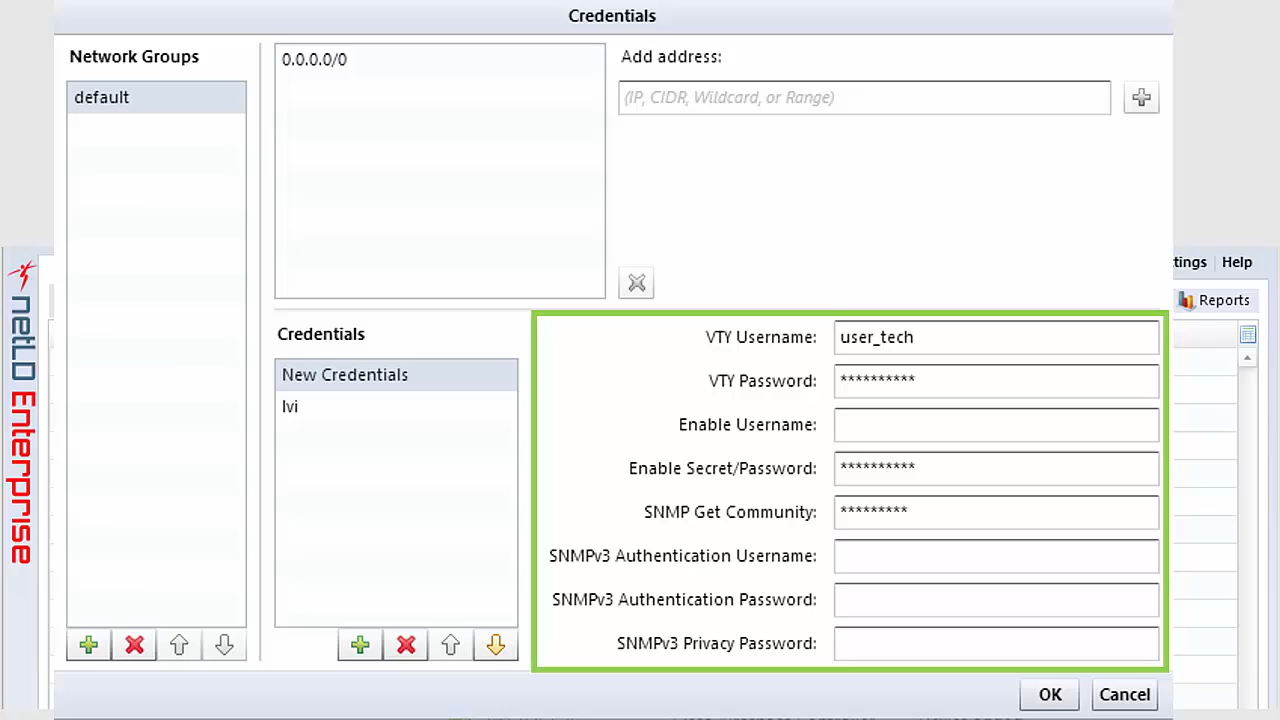 Credentials
Network Groups
default
0.0.0.0/0
Add address:
(IP, CIDR, Wildcard, or Range)
Credentials
New Credentials
lvi
VTY Username: user_tech
VTY Password: **********
Enable Username:
Enable Secret/Password: **********
SNMP Get Community: *********
SNMPv3 Authentication Username:
SNMPv3 Authentication Password:
SNMPv3 Privacy Password:
OK Cancel
netLD Enterprise
tings Help
Reports